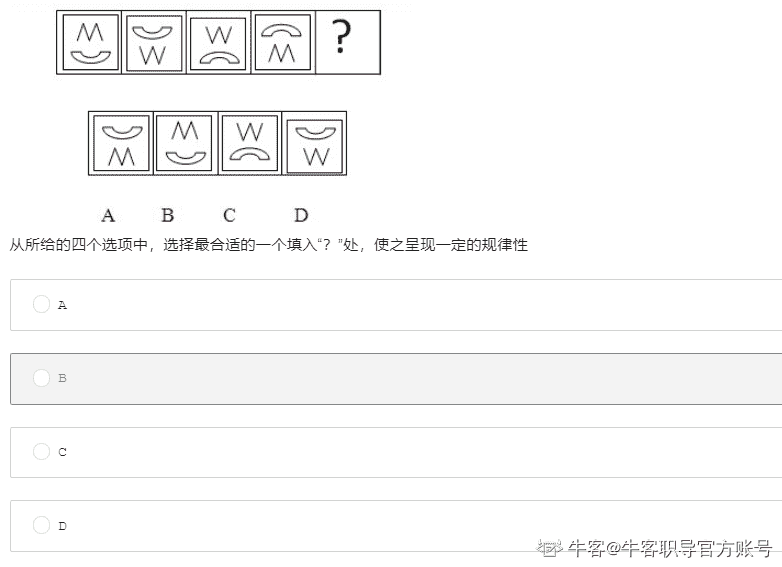 M W W M ?
W M
M W
M W
A B C D
从所给的四个选项中，选择最合适的一个填入“？”处，使之呈现一定的规律性
A
B
C
D
牛客@牛客职导官方账号